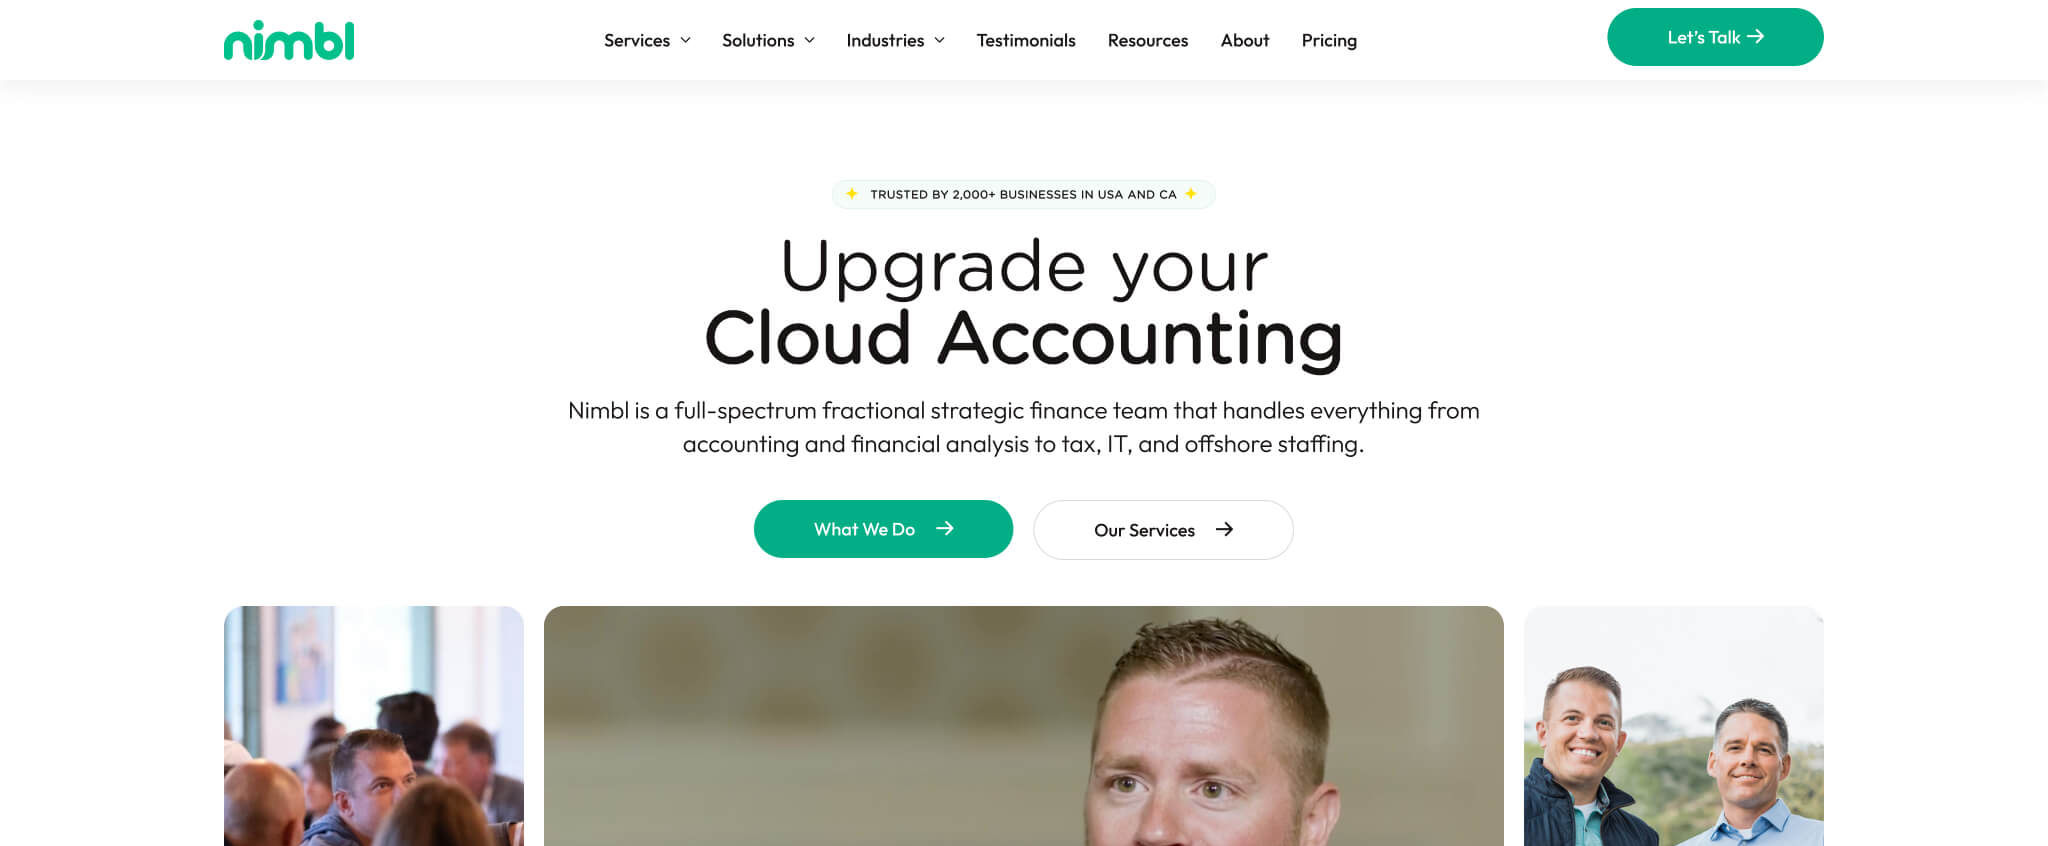 nimbl
Services
Solutions
Industries
Testimonials
Resources
About
Pricing
Let's Talk
TRUSTED BY 2,000+ BUSINESSES IN USA AND CA
Upgrade your
Cloud Accounting
Nimbl is a full-spectrum fractional strategic finance team that handles everything from
accounting and financial analysis to tax, IT, and offshore staffing.
What We Do
Our Services